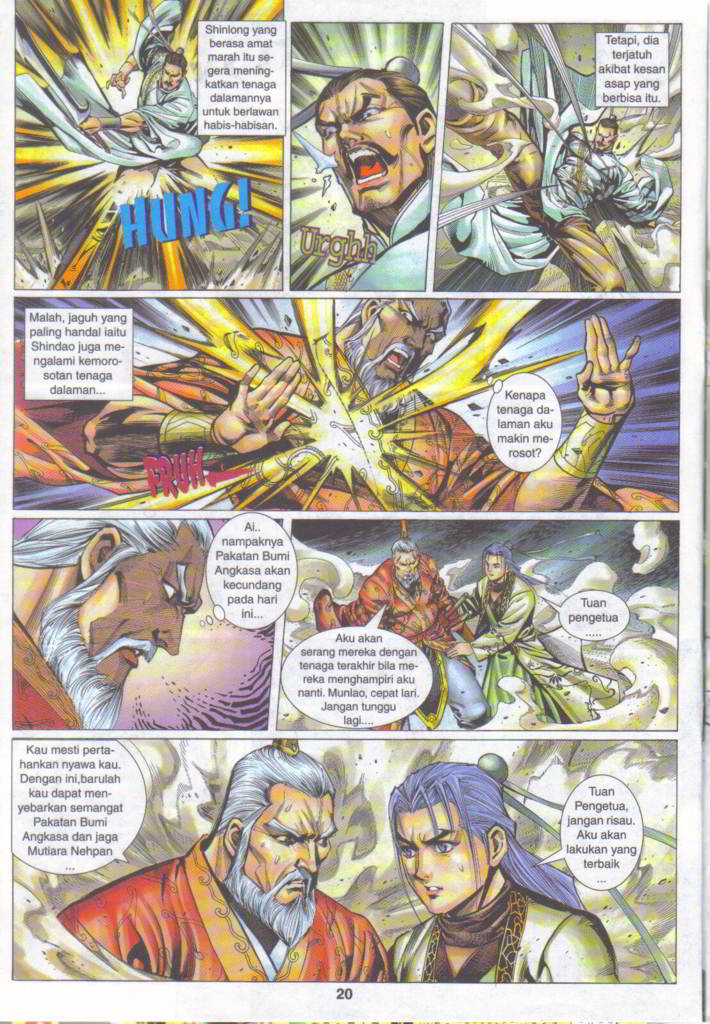 Shinlong yang
berasa amat
marah itu se-
gera mening-
katkan tenaga
dalamannya
untuk berlawan
habis-habisan.
HUNG!
Urghh
Tetapi, dia
terjatuh
akibat kesan
asap yang
berbisa itu.
Malah, jaguh yang
paling handal iaitu
Shindao juga me-
ngalami kemoro-
sotan tenaga
dalaman...
PRUH
Kenapa
tenaga da-
laman aku
makin me-
rosot?
Ai..
nampaknya
Pakatan Bumi
Angkasa akan
kecundang
pada hari
ini...
Tuan
pengetua
.....
Aku akan
serang mereka dengan
tenaga terakhir bila me-
reka menghampiri aku
nanti. Munlao, cepat lari.
Jangan tunggu
lagi....
Kau mesti perta-
hankan nyawa kau.
Dengan ini,barulah
kau dapat men-
yebarkan semangat
Pakatan Bumi
Angkasa dan jaga
Mutiara Nehpan
...
Tuan
Pengetua,
jangan risau.
Aku akan
lakukan yang
terbaik
...
20